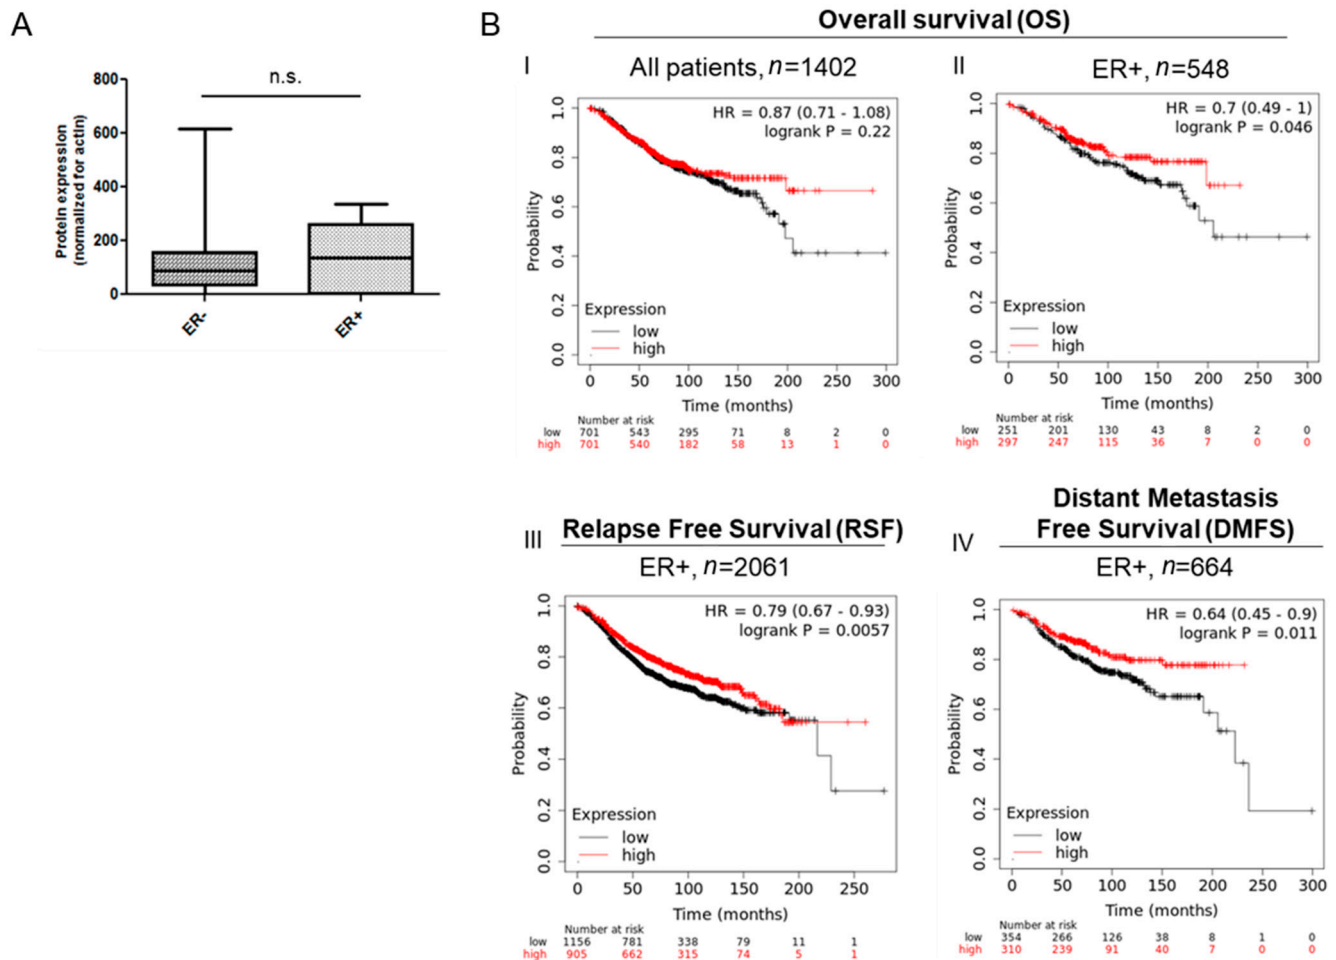 A
n.s.
Protein expression
(normalized for actin)
800
600
400
200
0
ER-
ER+
B
Overall survival (OS)
I
All patients, n=1402
HR = 0.87 (0.71 - 1.08)
logrank P = 0.22
Probability
1.0
0.8
0.6
0.4
0.2
0.0
Expression
low
high
0 50 100 150 200 250 300
Time (months)
Number at risk
low 701 543 295 71 8 2 0
high 701 540 182 58 13 1 0
II
ER+, n=548
HR = 0.7 (0.49 - 1)
logrank P = 0.046
Probability
1.0
0.8
0.6
0.4
0.2
0.0
Expression
low
high
0 50 100 150 200 250 300
Time (months)
Number at risk
low 251 201 130 43 8 2 0
high 297 247 115 36 7 0 0
III
Relapse Free Survival (RSF)
ER+, n=2061
HR = 0.79 (0.67 - 0.93)
logrank P = 0.0057
Probability
1.0
0.8
0.6
0.4
0.2
0.0
Expression
low
high
0 50 100 150 200 250
Time (months)
Number at risk
low 1156 781 338 79 11 1
high 905 662 315 74 5 1
IV
Distant Metastasis
Free Survival (DMFS)
ER+, n=664
HR = 0.64 (0.45 - 0.9)
logrank P = 0.011
Probability
1.0
0.8
0.6
0.4
0.2
0.0
Expression
low
high
0 50 100 150 200 250 300
Time (months)
Number at risk
low 354 266 126 38 8 1 0
high 310 239 91 40 7 0 0